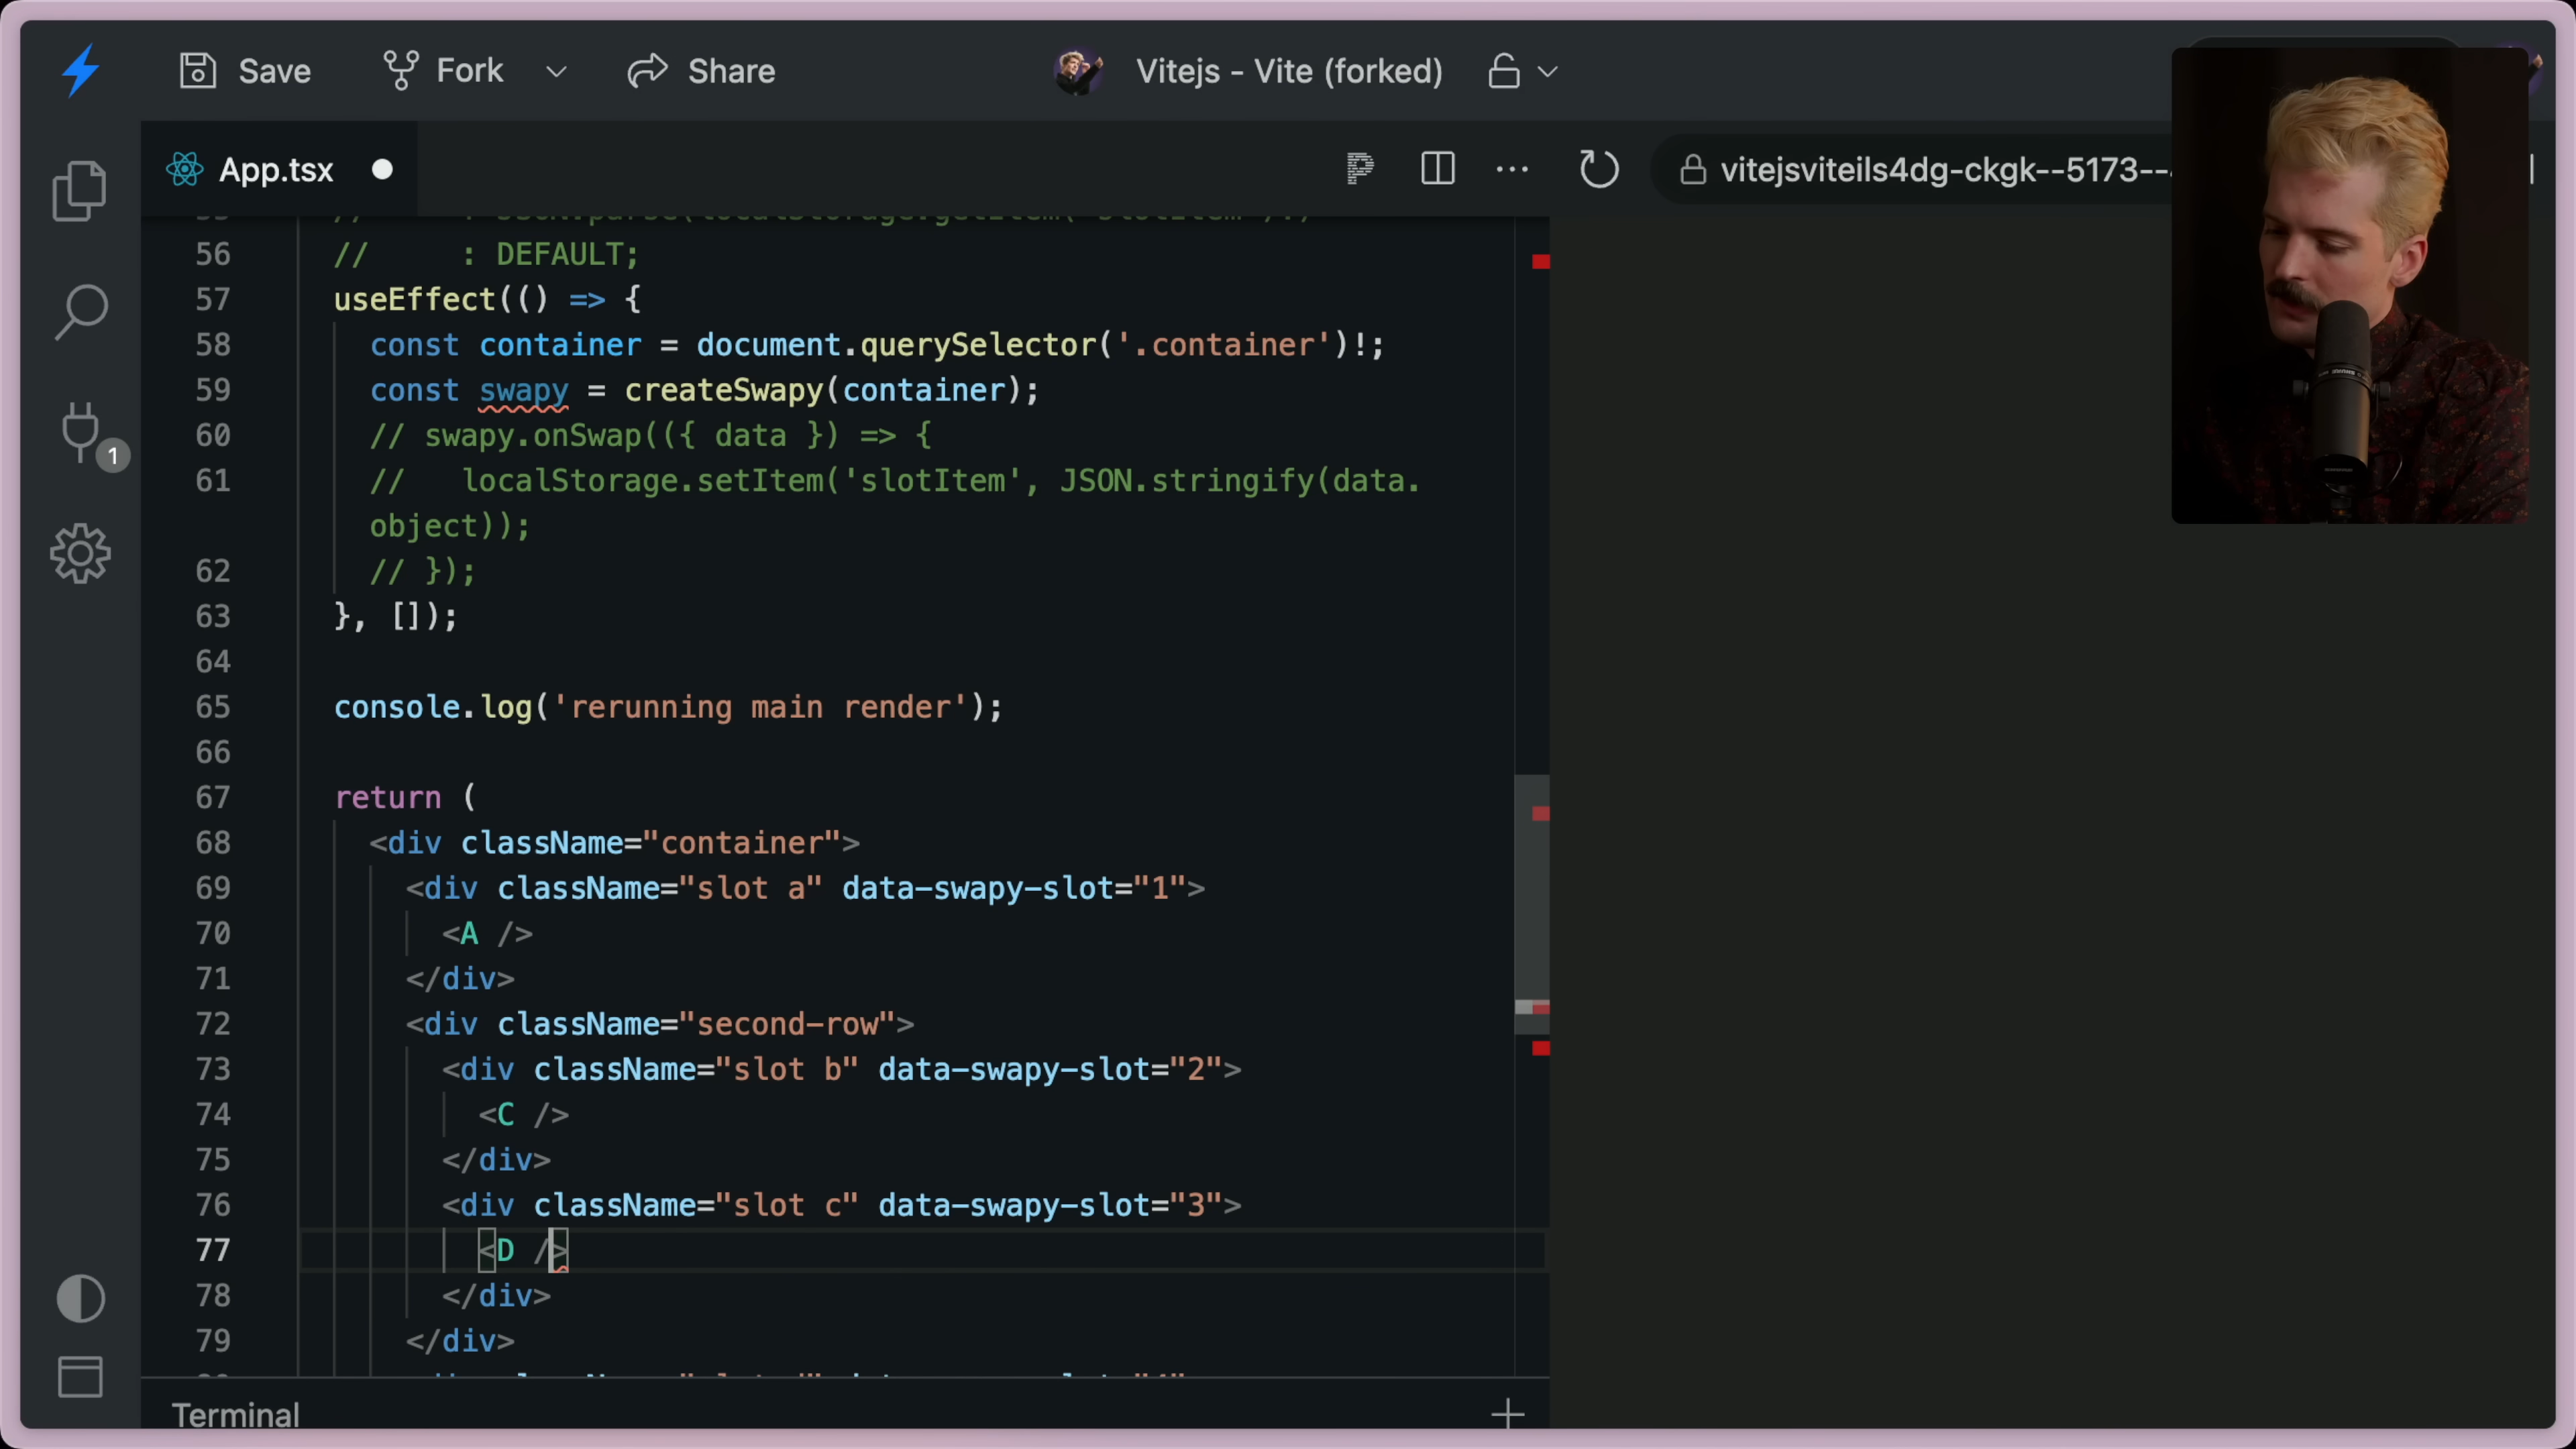 Save
Fork
Share
Vitejs - Vite (forked)
App.tsx
vitejsviteils4dg-ckgk--5173--
1
56 //     : DEFAULT;
57 useEffect(() => {
58 const container = document.querySelector('.container')!;
59 const swapy = createSwapy(container);
60 // swapy.onSwap(({ data }) => {
61 //   localStorage.setItem('slotItem', JSON.stringify(data.
object));
62 // });
63 }, []);
64
65 console.log('rerunning main render');
66
67 return (
68 <div className="container">
69 <div className="slot a" data-swapy-slot="1">
70 <A />
71 </div>
72 <div className="second-row">
73 <div className="slot b" data-swapy-slot="2">
74 <C />
75 </div>
76 <div className="slot c" data-swapy-slot="3">
77 <D />
78 </div>
79 </div>
Terminal